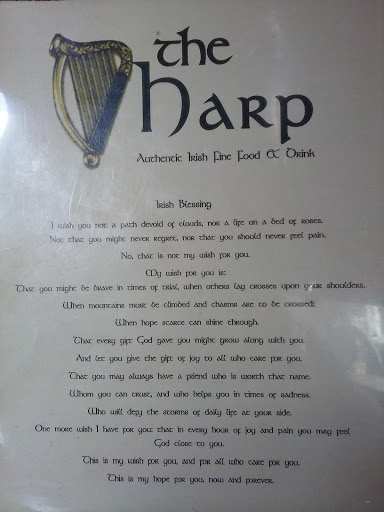 the
harp
Authentic Irish Fine Food & Drink
Irish Blessing
I wish you not a path devoid of clouds, nor a life on a bed of roses.
Not that you might never regret, nor that you should never feel pain.
No, that is not my wish for you.
My wish for you is:
That you might be brave in times of trial, when others lay crosses upon your shoulders.
When mountains must be climbed and chasms are to be crossed;
When hope scarce can shine through.
That every gift God gave you might grow along with you.
And let you give the gift of joy to all who care for you.
That you may always have a friend who is worth that name.
Whom you can trust, and who helps you in times of sadness.
Who will defy the storms of daily life at your side.
One more wish I have for you: that in every hour of joy and pain you may feel
God close to you.
This is my wish for you, and for all who care for you.
This is my hope for you, now and forever.